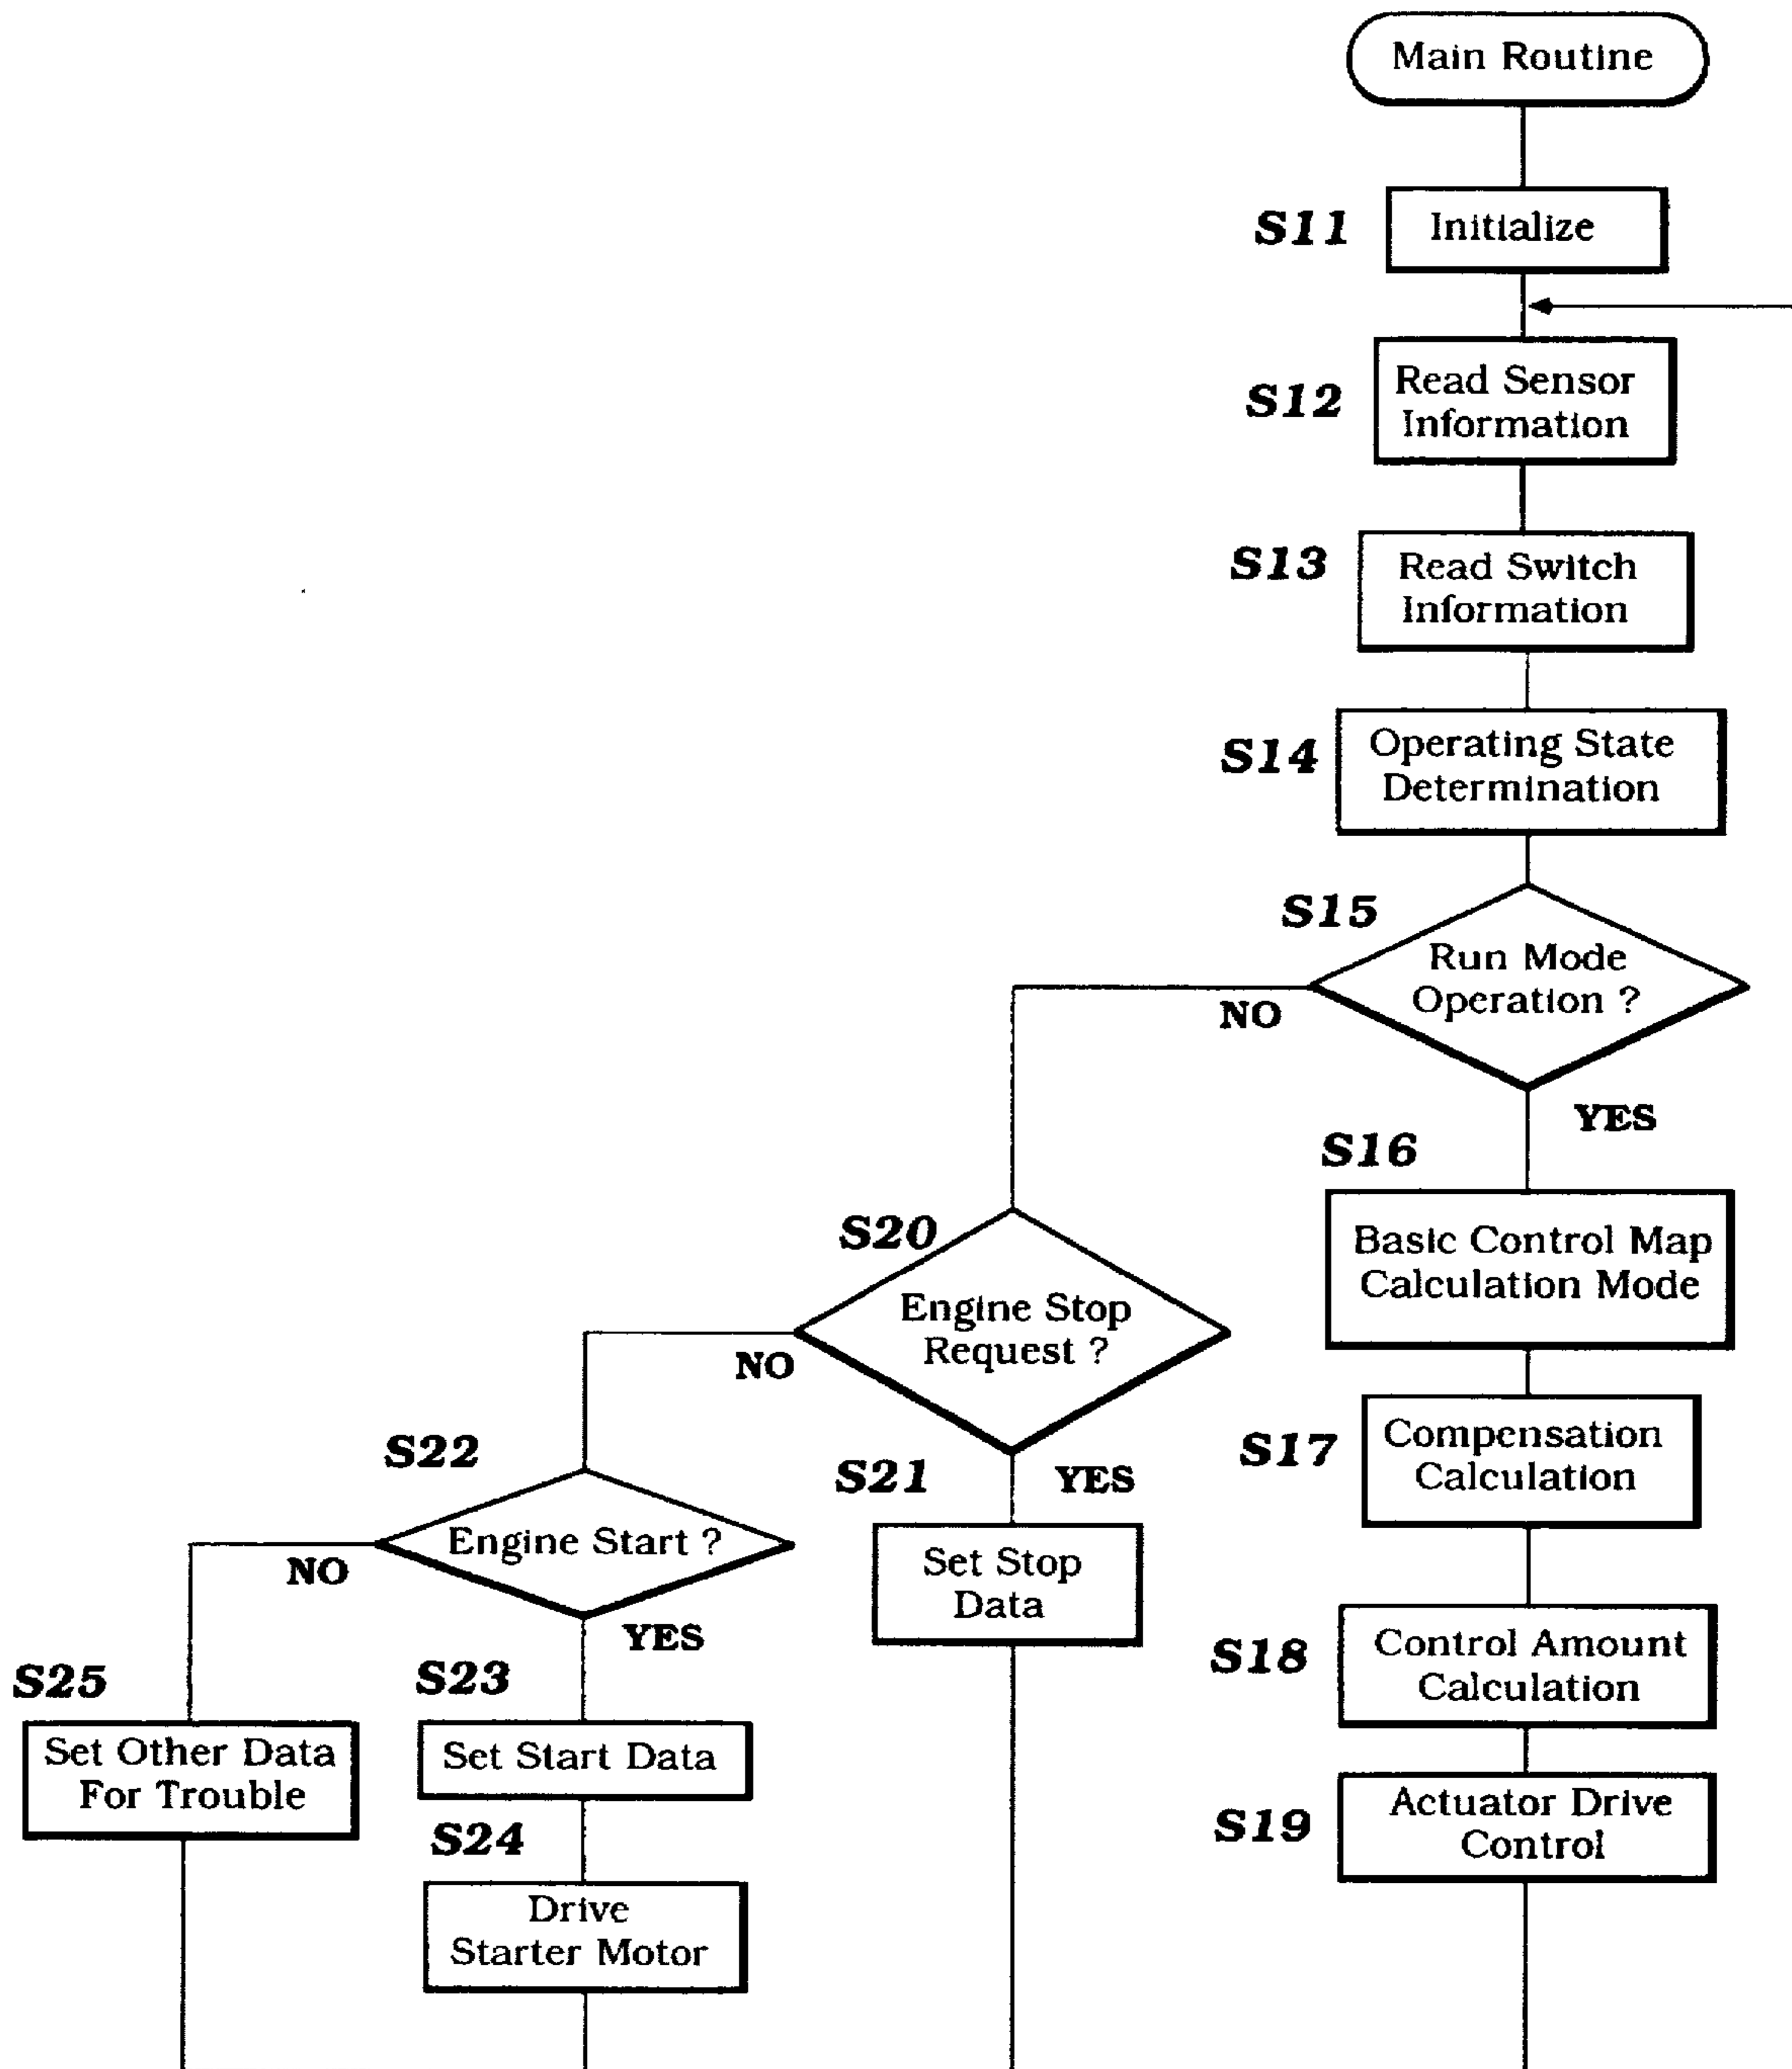 Main Routine
S11
Initialize
S12
Read Sensor
Information
S13
Read Switch
Information
S14
Operating State
Determination
S15
Run Mode
Operation ?
NO
YES
S16
Basic Control Map
Calculation Mode
S20
Engine Stop
Request ?
NO
YES
S17
Compensation
Calculation
S22
Engine Start ?
NO
YES
S21
Set Stop
Data
S18
Control Amount
Calculation
S25
Set Other Data
For Trouble
S23
Set Start Data
S19
Actuator Drive
Control
S24
Drive
Starter Motor